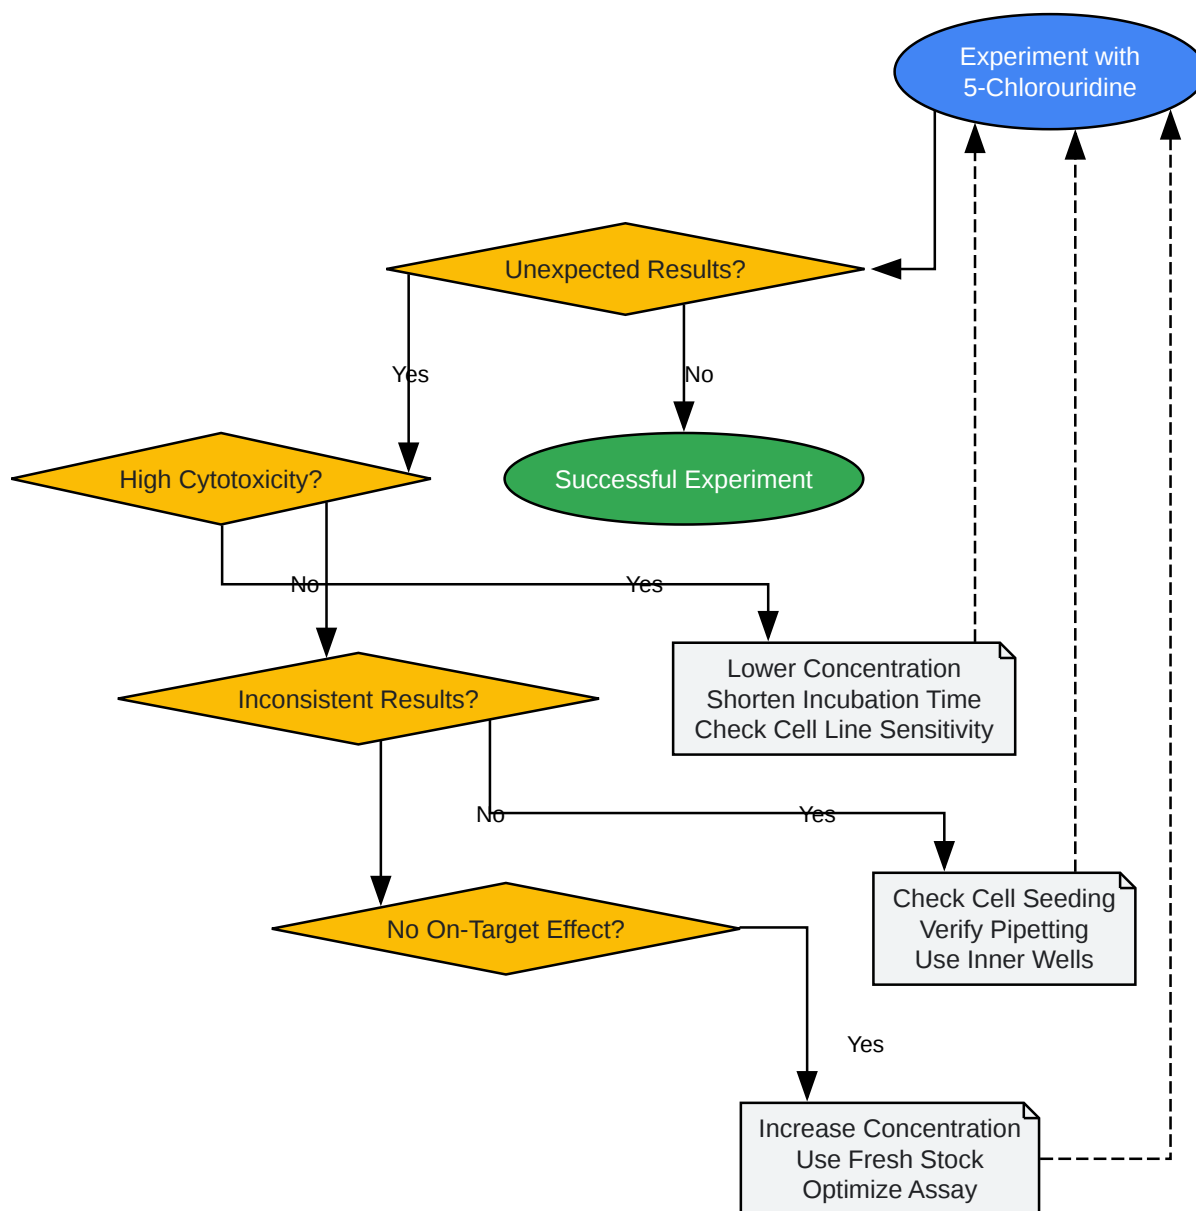 Experiment with
5-Chlorouridine
Unexpected Results?
Yes
No
High Cytotoxicity?
Successful Experiment
No
Yes
Lower Concentration
Shorten Incubation Time
Check Cell Line Sensitivity
Inconsistent Results?
No
Yes
Check Cell Seeding
Verify Pipetting
Use Inner Wells
No On-Target Effect?
Yes
Increase Concentration
Use Fresh Stock
Optimize Assay